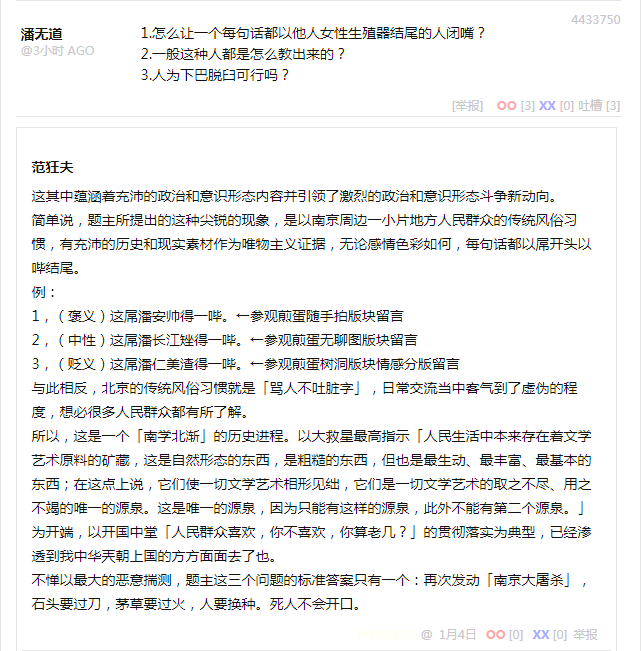 4433750
潘无道
@3小时 AGO
1.怎么让一个每句话都以他人女性生殖器结尾的人闭嘴？
2.一般这种人都是怎么教出来的？
3.人为下巴脱臼可行吗？
[举报] OO [3] XX [0] 吐槽 [3]
范狂夫
这其中蕴涵着充沛的政治和意识形态内容并引领了激烈的政治和意识形态斗争新动向。
简单说，题主所提出的这种尖锐的现象，是以南京周边一小片地方人民群众的传统风俗习
惯，有充沛的历史和现实素材作为唯物主义证据，无论感情色彩如何，每句话都以屌开头以
哔结尾。
例：
1，（褒义）这屌潘安帅得一哔。←参观煎蛋随手拍版块留言
2，（中性）这屌潘长江矬得一哔。←参观煎蛋无聊图版块留言
3，（贬义）这屌潘仁美渣得一哔。←参观煎蛋树洞版块情感分版留言
与此相反，北京的传统风俗习惯就是「骂人不吐脏字」，日常交流当中客气到了虚伪的程
度，想必很多人民群众都有所了解。
所以，这是一个「南学北渐」的历史进程。以大救星最高指示「人民生活中本来存在着文学
艺术原料的矿藏，这是自然形态的东西，是粗糙的东西，但也是最生动、最丰富、最基本的
东西；在这点上说，它们使一切文学艺术相形见绌，它们是一切文学艺术的取之不尽、用之
不竭的唯一的源泉。这是唯一的源泉，因为只能有这样的源泉，此外不能有第二个源泉。」
为开端，以开国中堂「人民群众喜欢，你不喜欢，你算老几？」的贯彻落实为典型，已经渗
透到我中华天朝上国的方方面面去了也。
不惮以最大的恶意揣测，题主这三个问题的标准答案只有一个：再次发动「南京大屠杀」，
石头要过刀，茅草要过火，人要换种。死人不会开口。
@ 1月4日 OO [0] XX [0] 举报